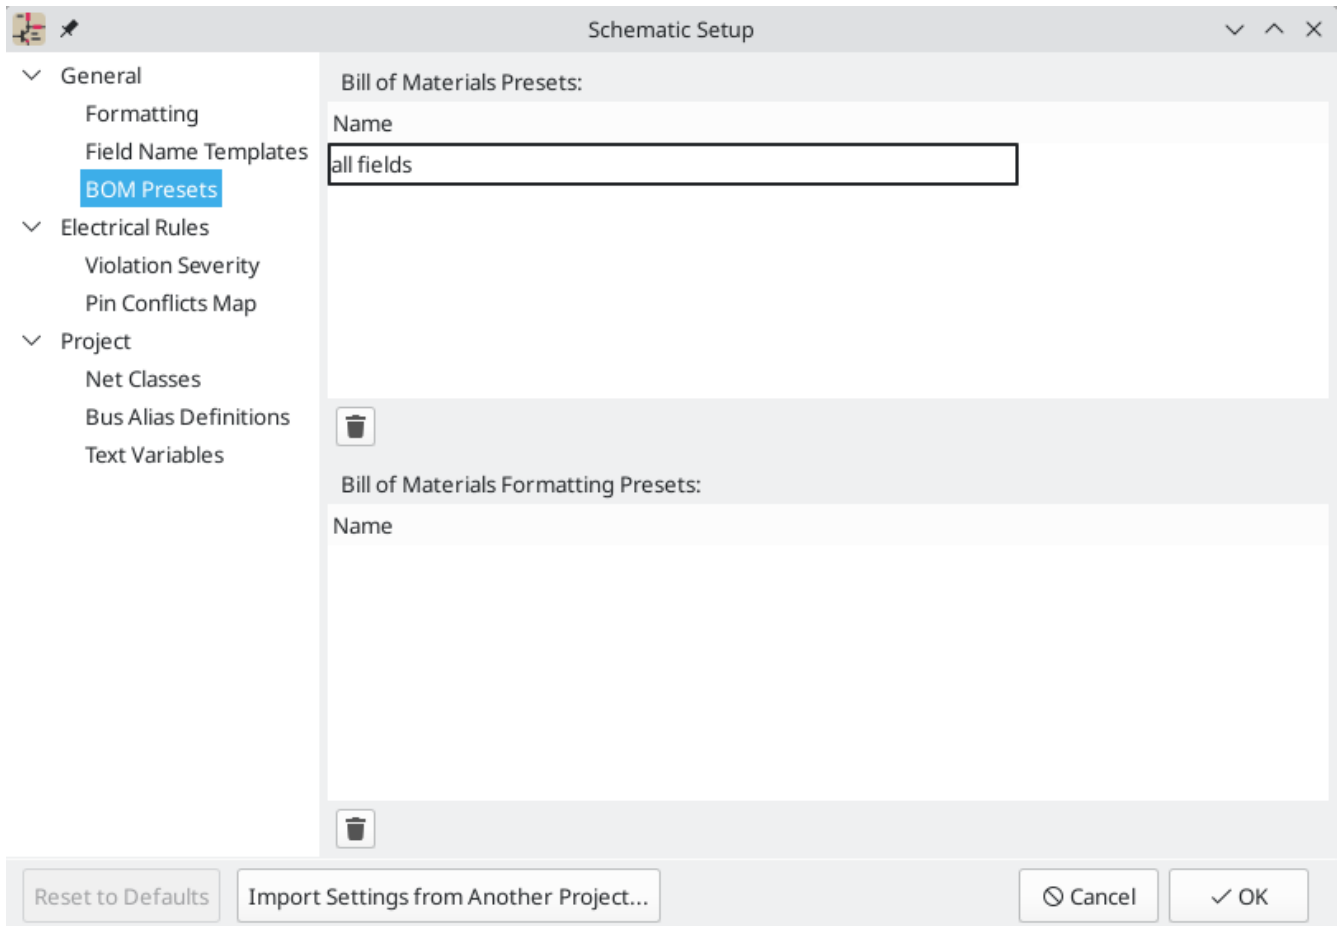 Schematic Setup
General
Formatting
Field Name Templates
BOM Presets
Electrical Rules
Violation Severity
Pin Conflicts Map
Project
Net Classes
Bus Alias Definitions
Text Variables
Bill of Materials Presets:
Name
all fields
Bill of Materials Formatting Presets:
Name
Reset to Defaults
Import Settings from Another Project...
Cancel
OK